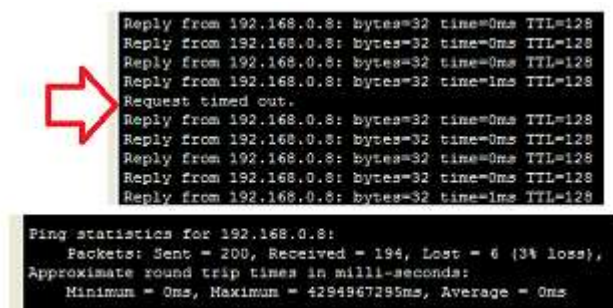 Reply from 192.168.0.8: bytes=32 time=0ms TTL=128
Reply from 192.168.0.8: bytes=32 time=0ms TTL=128
Reply from 192.168.0.8: bytes=32 time=0ms TTL=128
Reply from 192.168.0.8: bytes=32 time=1ms TTL=128
Request timed out.
Reply from 192.168.0.8: bytes=32 time=0ms TTL=128
Reply from 192.168.0.8: bytes=32 time=0ms TTL=128
Reply from 192.168.0.8: bytes=32 time=0ms TTL=128
Reply from 192.168.0.8: bytes=32 time=0ms TTL=128
Reply from 192.168.0.8: bytes=32 time=1ms TTL=128
Ping statistics for 192.168.0.8:
Packets: Sent = 200, Received = 194, Lost = 6 (3% loss),
Approximate round trip times in milli-seconds:
Minimum = 0ms, Maximum = 4294967295ms, Average = 0ms